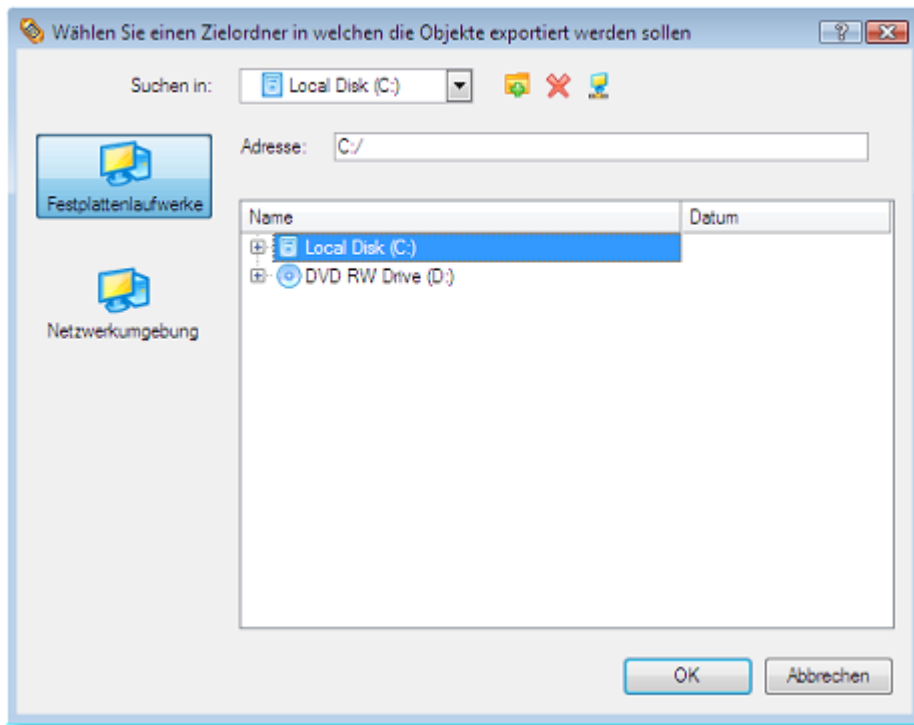 Wählen Sie einen Zielordner in welchen die Objekte exportiert werden sollen
Suchen in: Local Disk (C:)
Adresse: C:/
Festplattenlaufwerke
Netzwerkumgebung
Name Datum
Local Disk (C:)
DVD RW Drive (D:)
OK Abbrechen